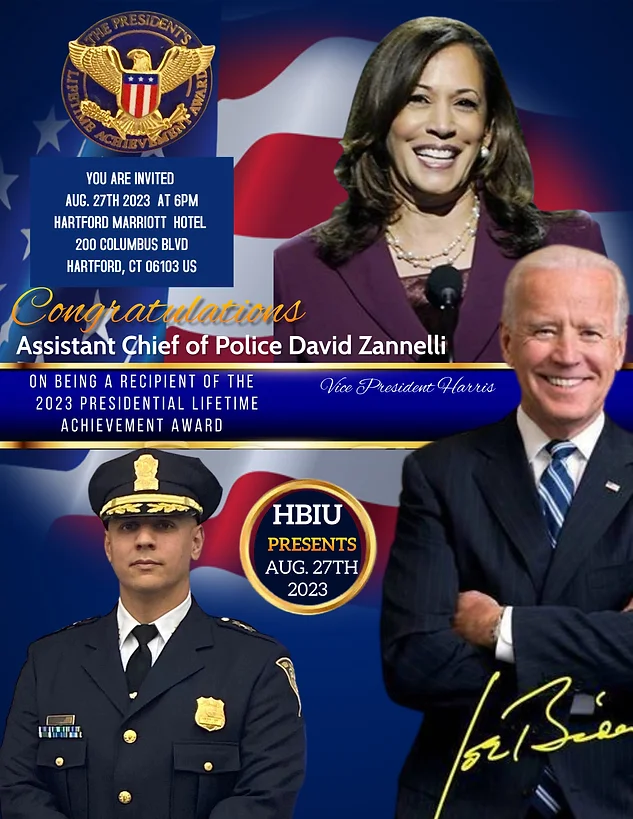 THE PRESIDENT'S
LIFETIME ACHIEVEMENT AWARD
YOU ARE INVITED
AUG. 27TH 2023 AT 6PM
HARTFORD MARRIOTT HOTEL
200 COLUMBUS BLVD
HARTFORD, CT 06103 US
Congratulations
Assistant Chief of Police David Zannelli
ON BEING A RECIPIENT OF THE
2023 PRESIDENTIAL LIFETIME
ACHIEVEMENT AWARD
Vice President Harris
HBIU
PRESENTS
AUG. 27TH
2023
Joe Biden